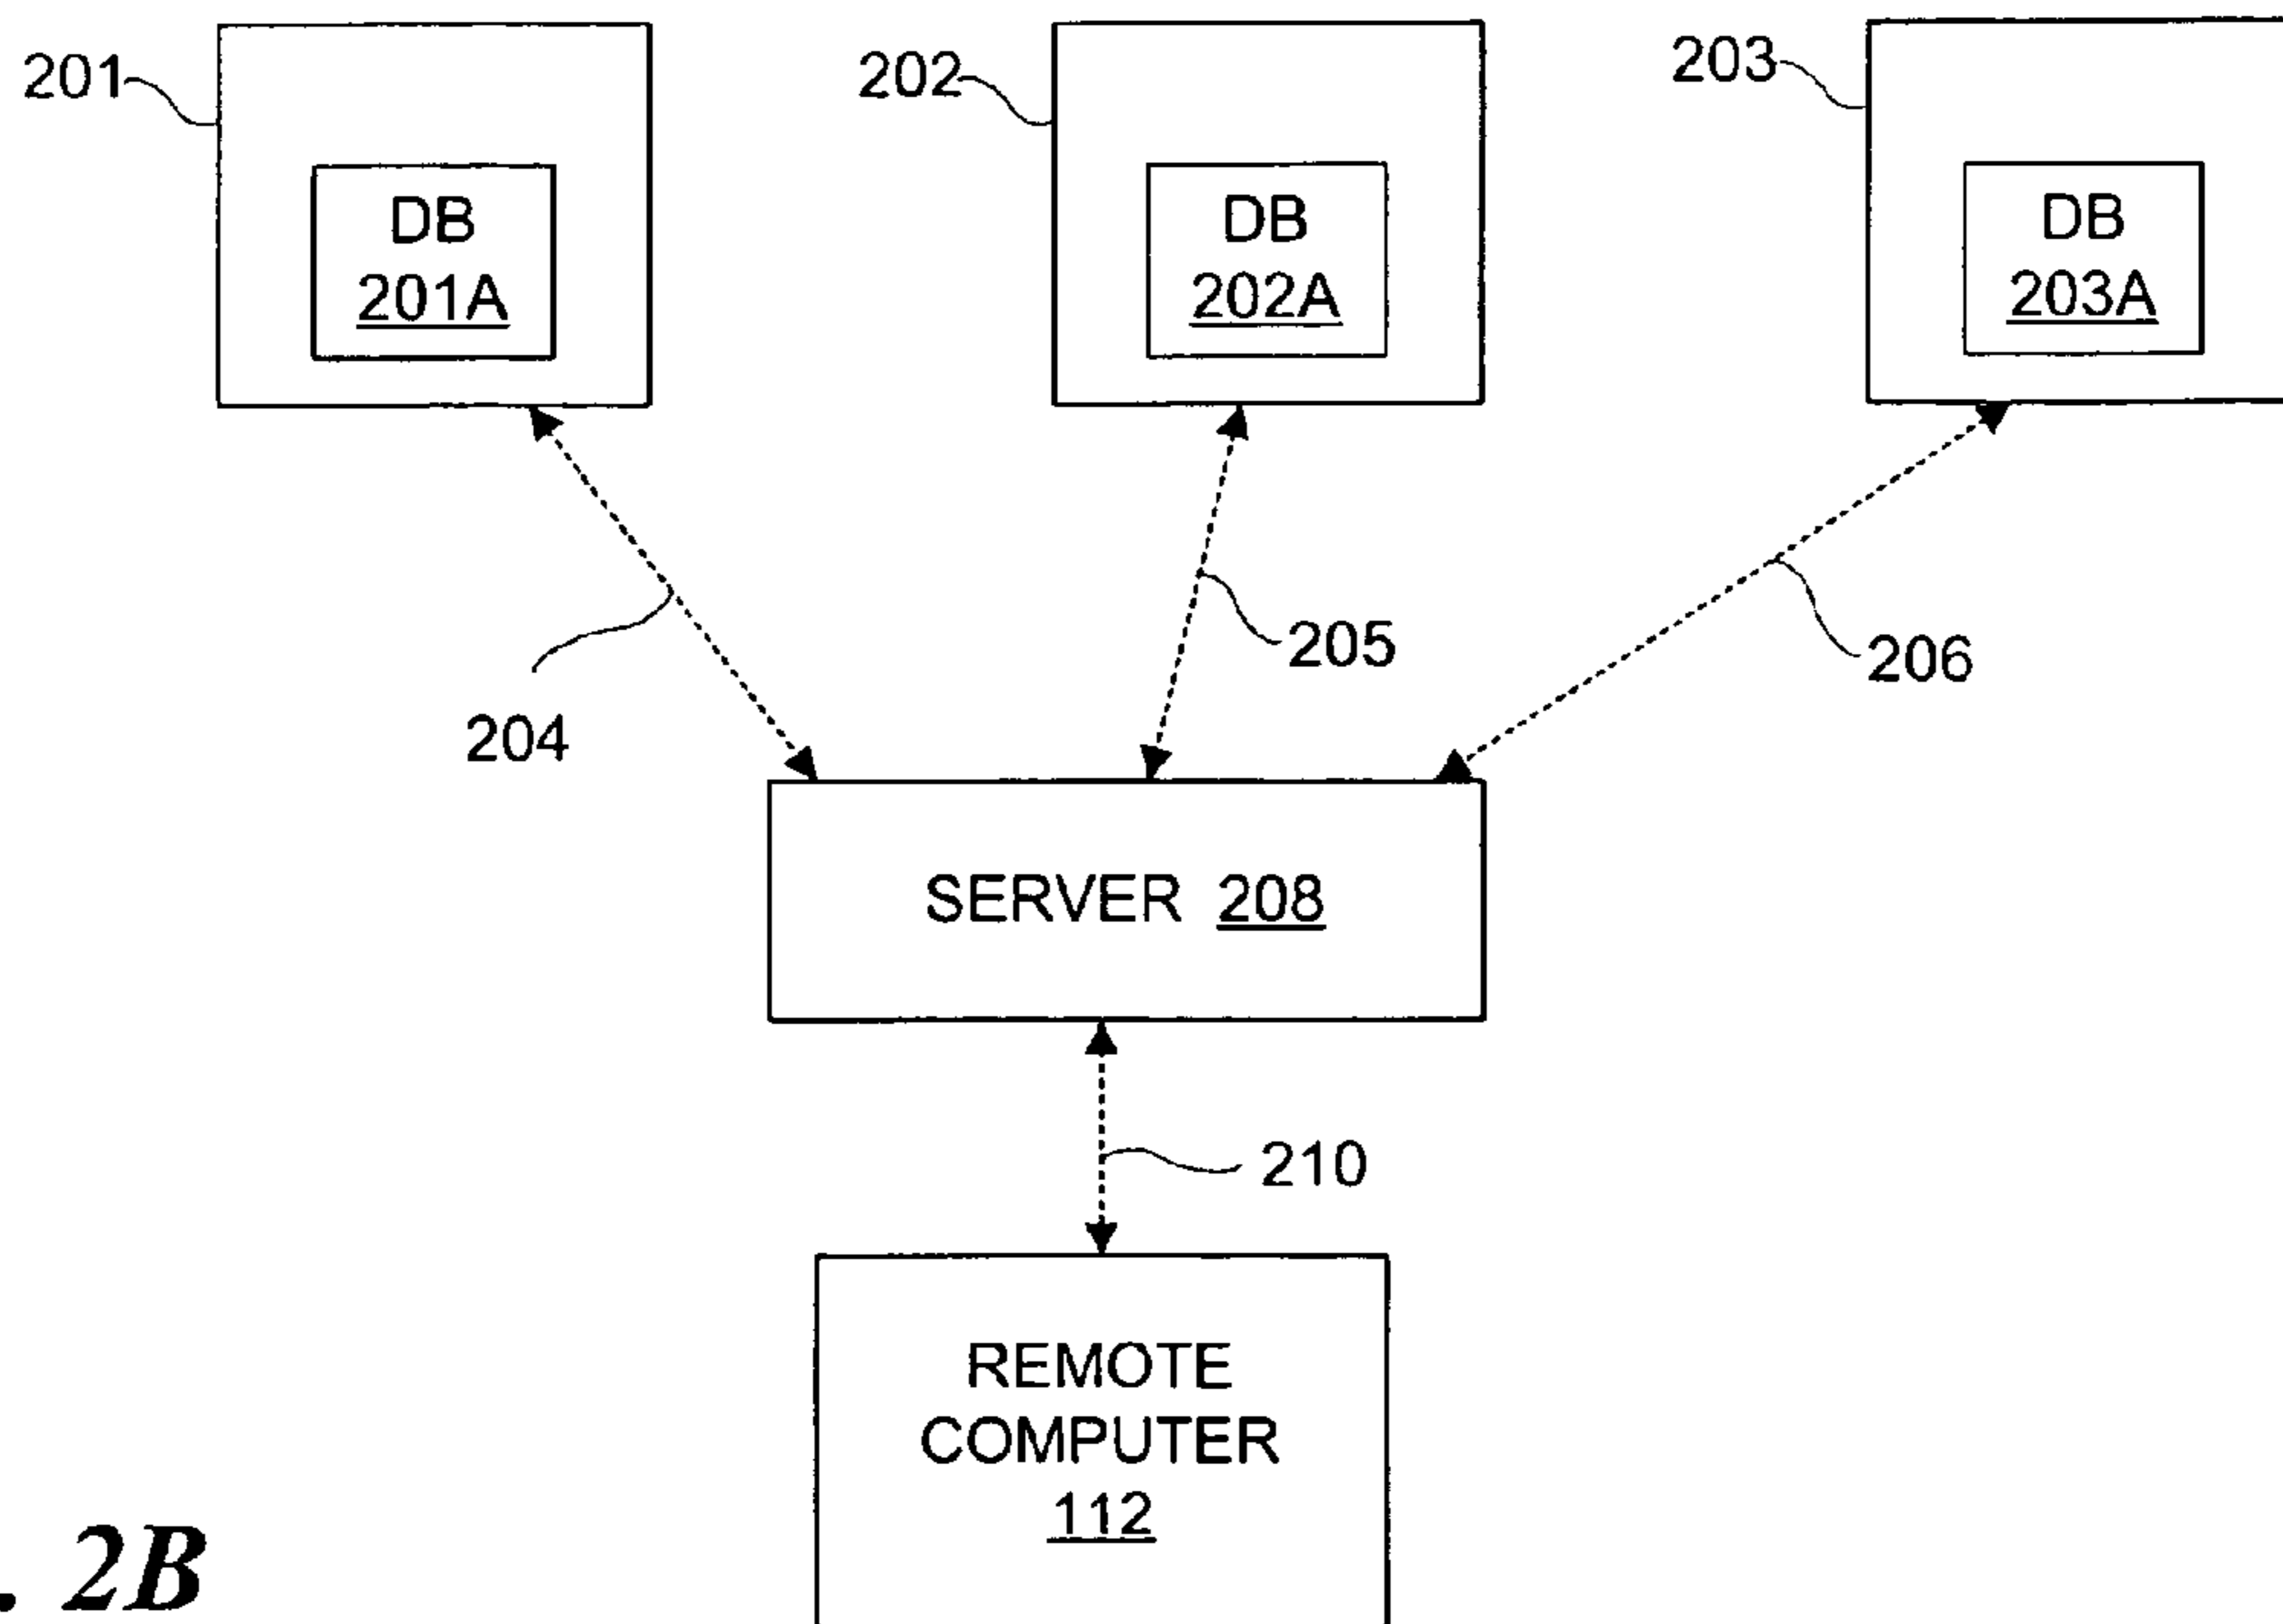 201
202
203
DB
201A
DB
202A
DB
203A
204
205
206
SERVER 208
210
REMOTE
COMPUTER
112
. 2B